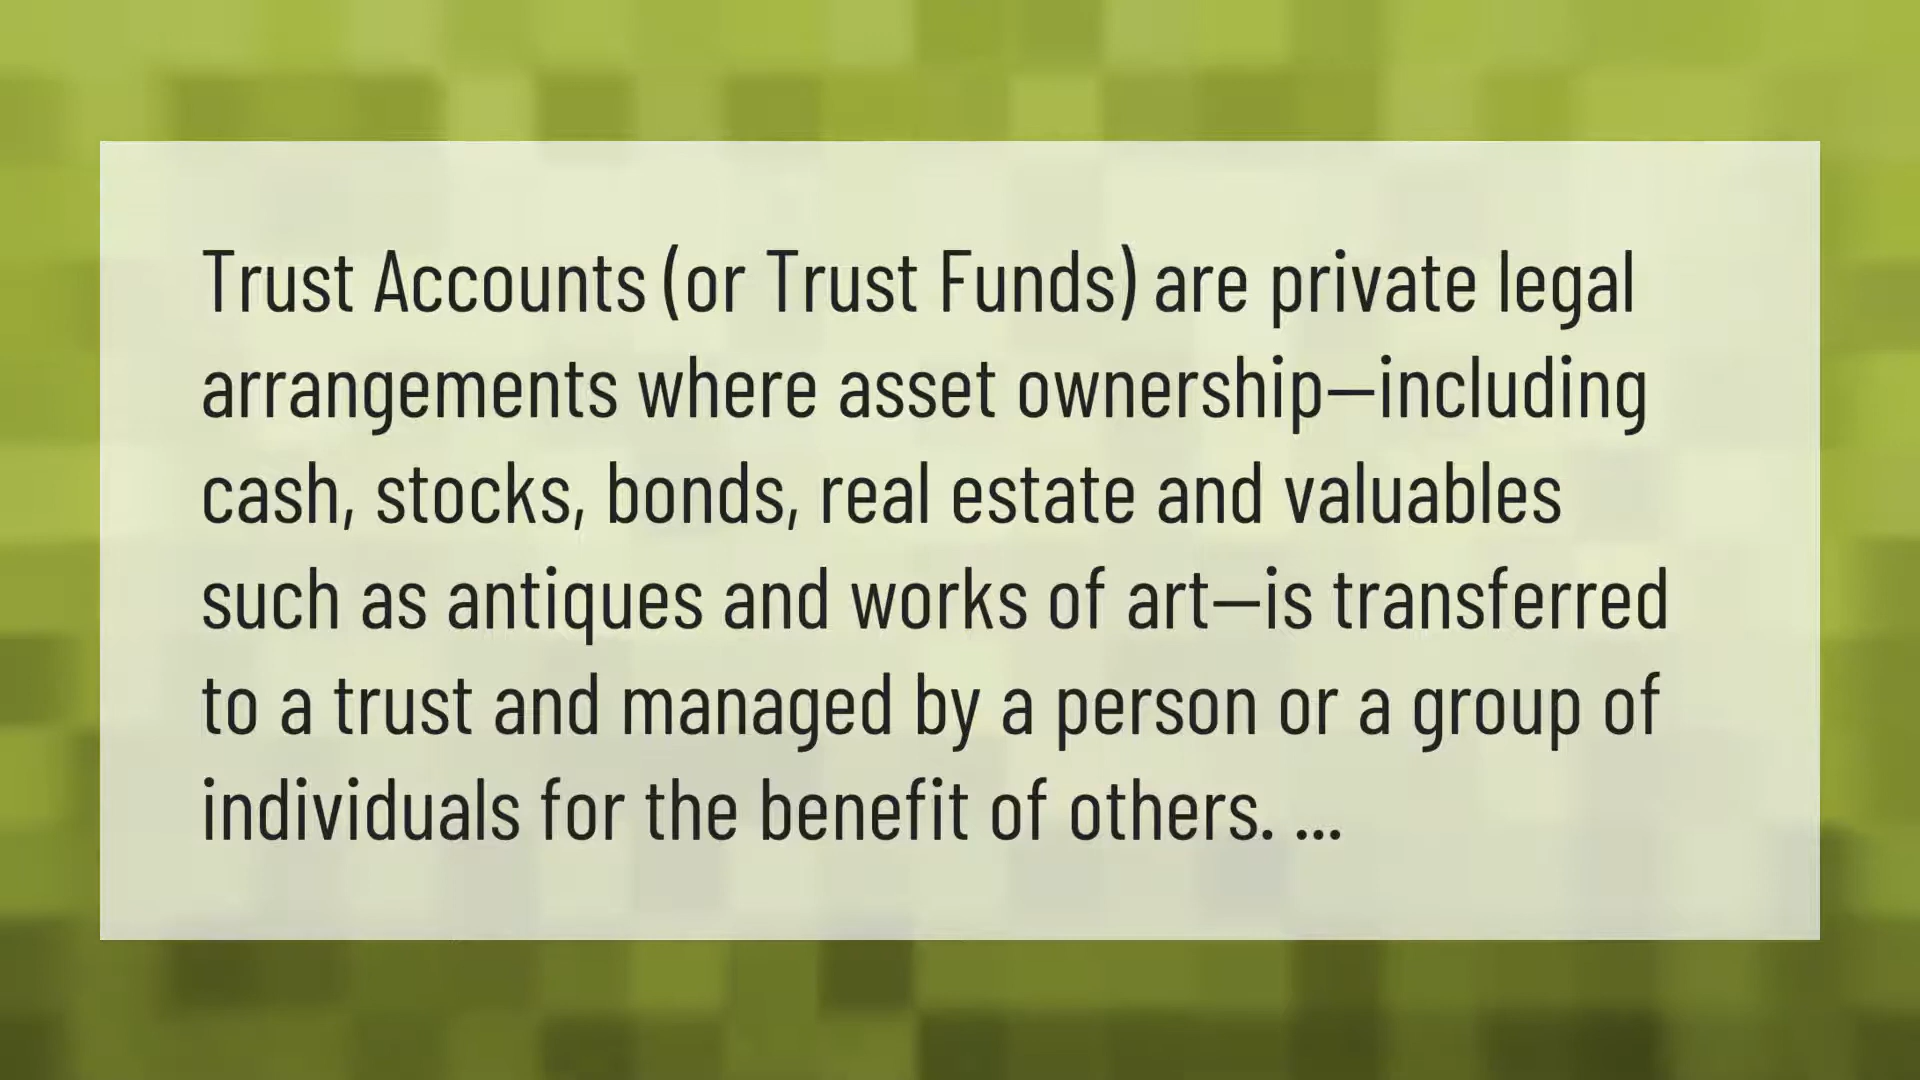 Trust Accounts (or Trust Funds) are private legal
arrangements where asset ownership—including
cash, stocks, bonds, real estate and valuables
such as antiques and works of art—is transferred
to a trust and managed by a person or a group of
individuals for the benefit of others. ...